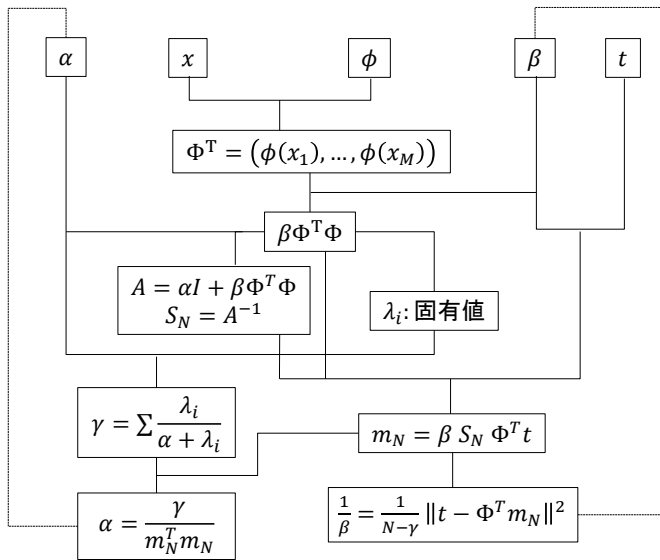 α
x
ϕ
β
t
Φ^T = (ϕ(x_1), …, ϕ(x_M))
βΦ^TΦ
A = αI + βΦ^TΦ
S_N = A^{-1}
λ_i: 固有値
γ = ∑ λ_i / (α + λ_i)
m_N = β S_N Φ^T t
α = γ / (m_N^T m_N)
1/β = 1/(N−γ) ‖t − Φ^T m_N‖^2